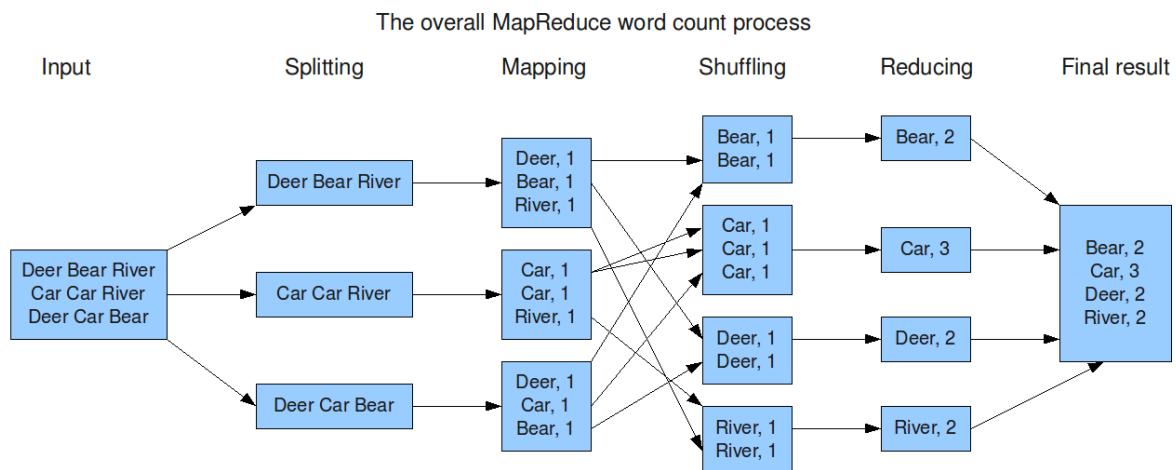 The overall MapReduce word count process
Input
Splitting
Mapping
Shuffling
Reducing
Final result
Deer Bear River
Car Car River
Deer Car Bear
Deer Bear River
Car Car River
Deer Car Bear
Deer, 1
Bear, 1
River, 1
Car, 1
Car, 1
River, 1
Deer, 1
Car, 1
Bear, 1
Bear, 1
Bear, 1
Car, 1
Car, 1
Car, 1
Deer, 1
Deer, 1
River, 1
River, 1
Bear, 2
Car, 3
Deer, 2
River, 2
Bear, 2
Car, 3
Deer, 2
River, 2